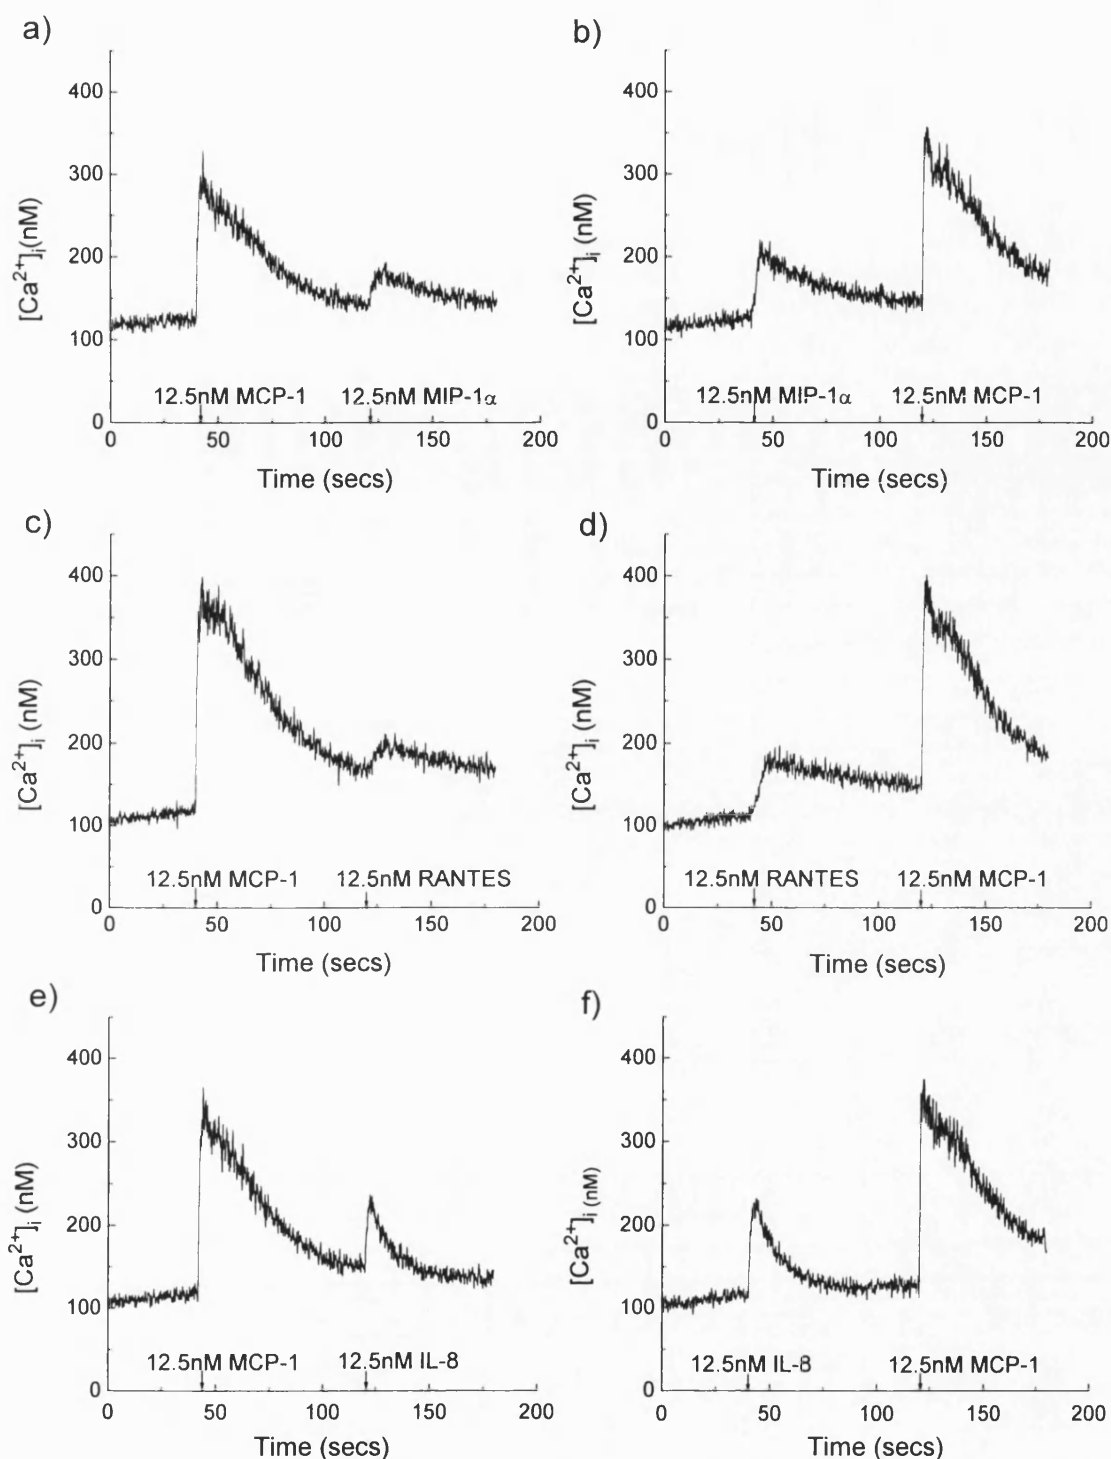 a)
400
300
200
100
0
[Ca2+]i(nM)
12.5nM MCP-1
12.5nM MIP-1α
0 50 100 150 200
Time (secs)
b)
400
300
200
100
0
[Ca2+]i (nM)
12.5nM MIP-1α
12.5nM MCP-1
0 50 100 150 200
Time (secs)
c)
400
300
200
100
0
[Ca2+]i (nM)
12.5nM MCP-1
12.5nM RANTES
0 50 100 150 200
Time (secs)
d)
400
300
200
100
0
[Ca2+]i (nM)
12.5nM RANTES
12.5nM MCP-1
0 50 100 150 200
Time (secs)
e)
400
300
200
100
0
[Ca2+]i (nM)
12.5nM MCP-1
12.5nM IL-8
0 50 100 150 200
Time (secs)
f)
400
300
200
100
0
[Ca2+]i (nM)
12.5nM IL-8
12.5nM MCP-1
0 50 100 150 200
Time (secs)